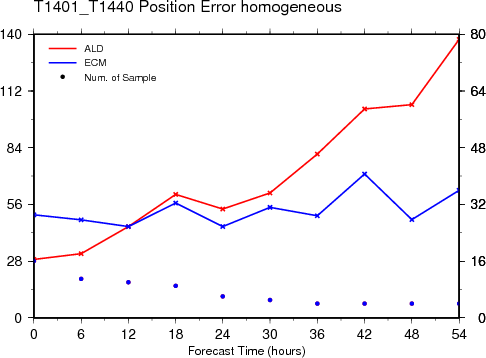 T1401_T1440 Position Error homogeneous
140 80
ALD
ECM
Num. of Sample
112 64
84 48
56 32
28 16
0 0
0 6 12 18 24 30 36 42 48 54
Forecast Time (hours)